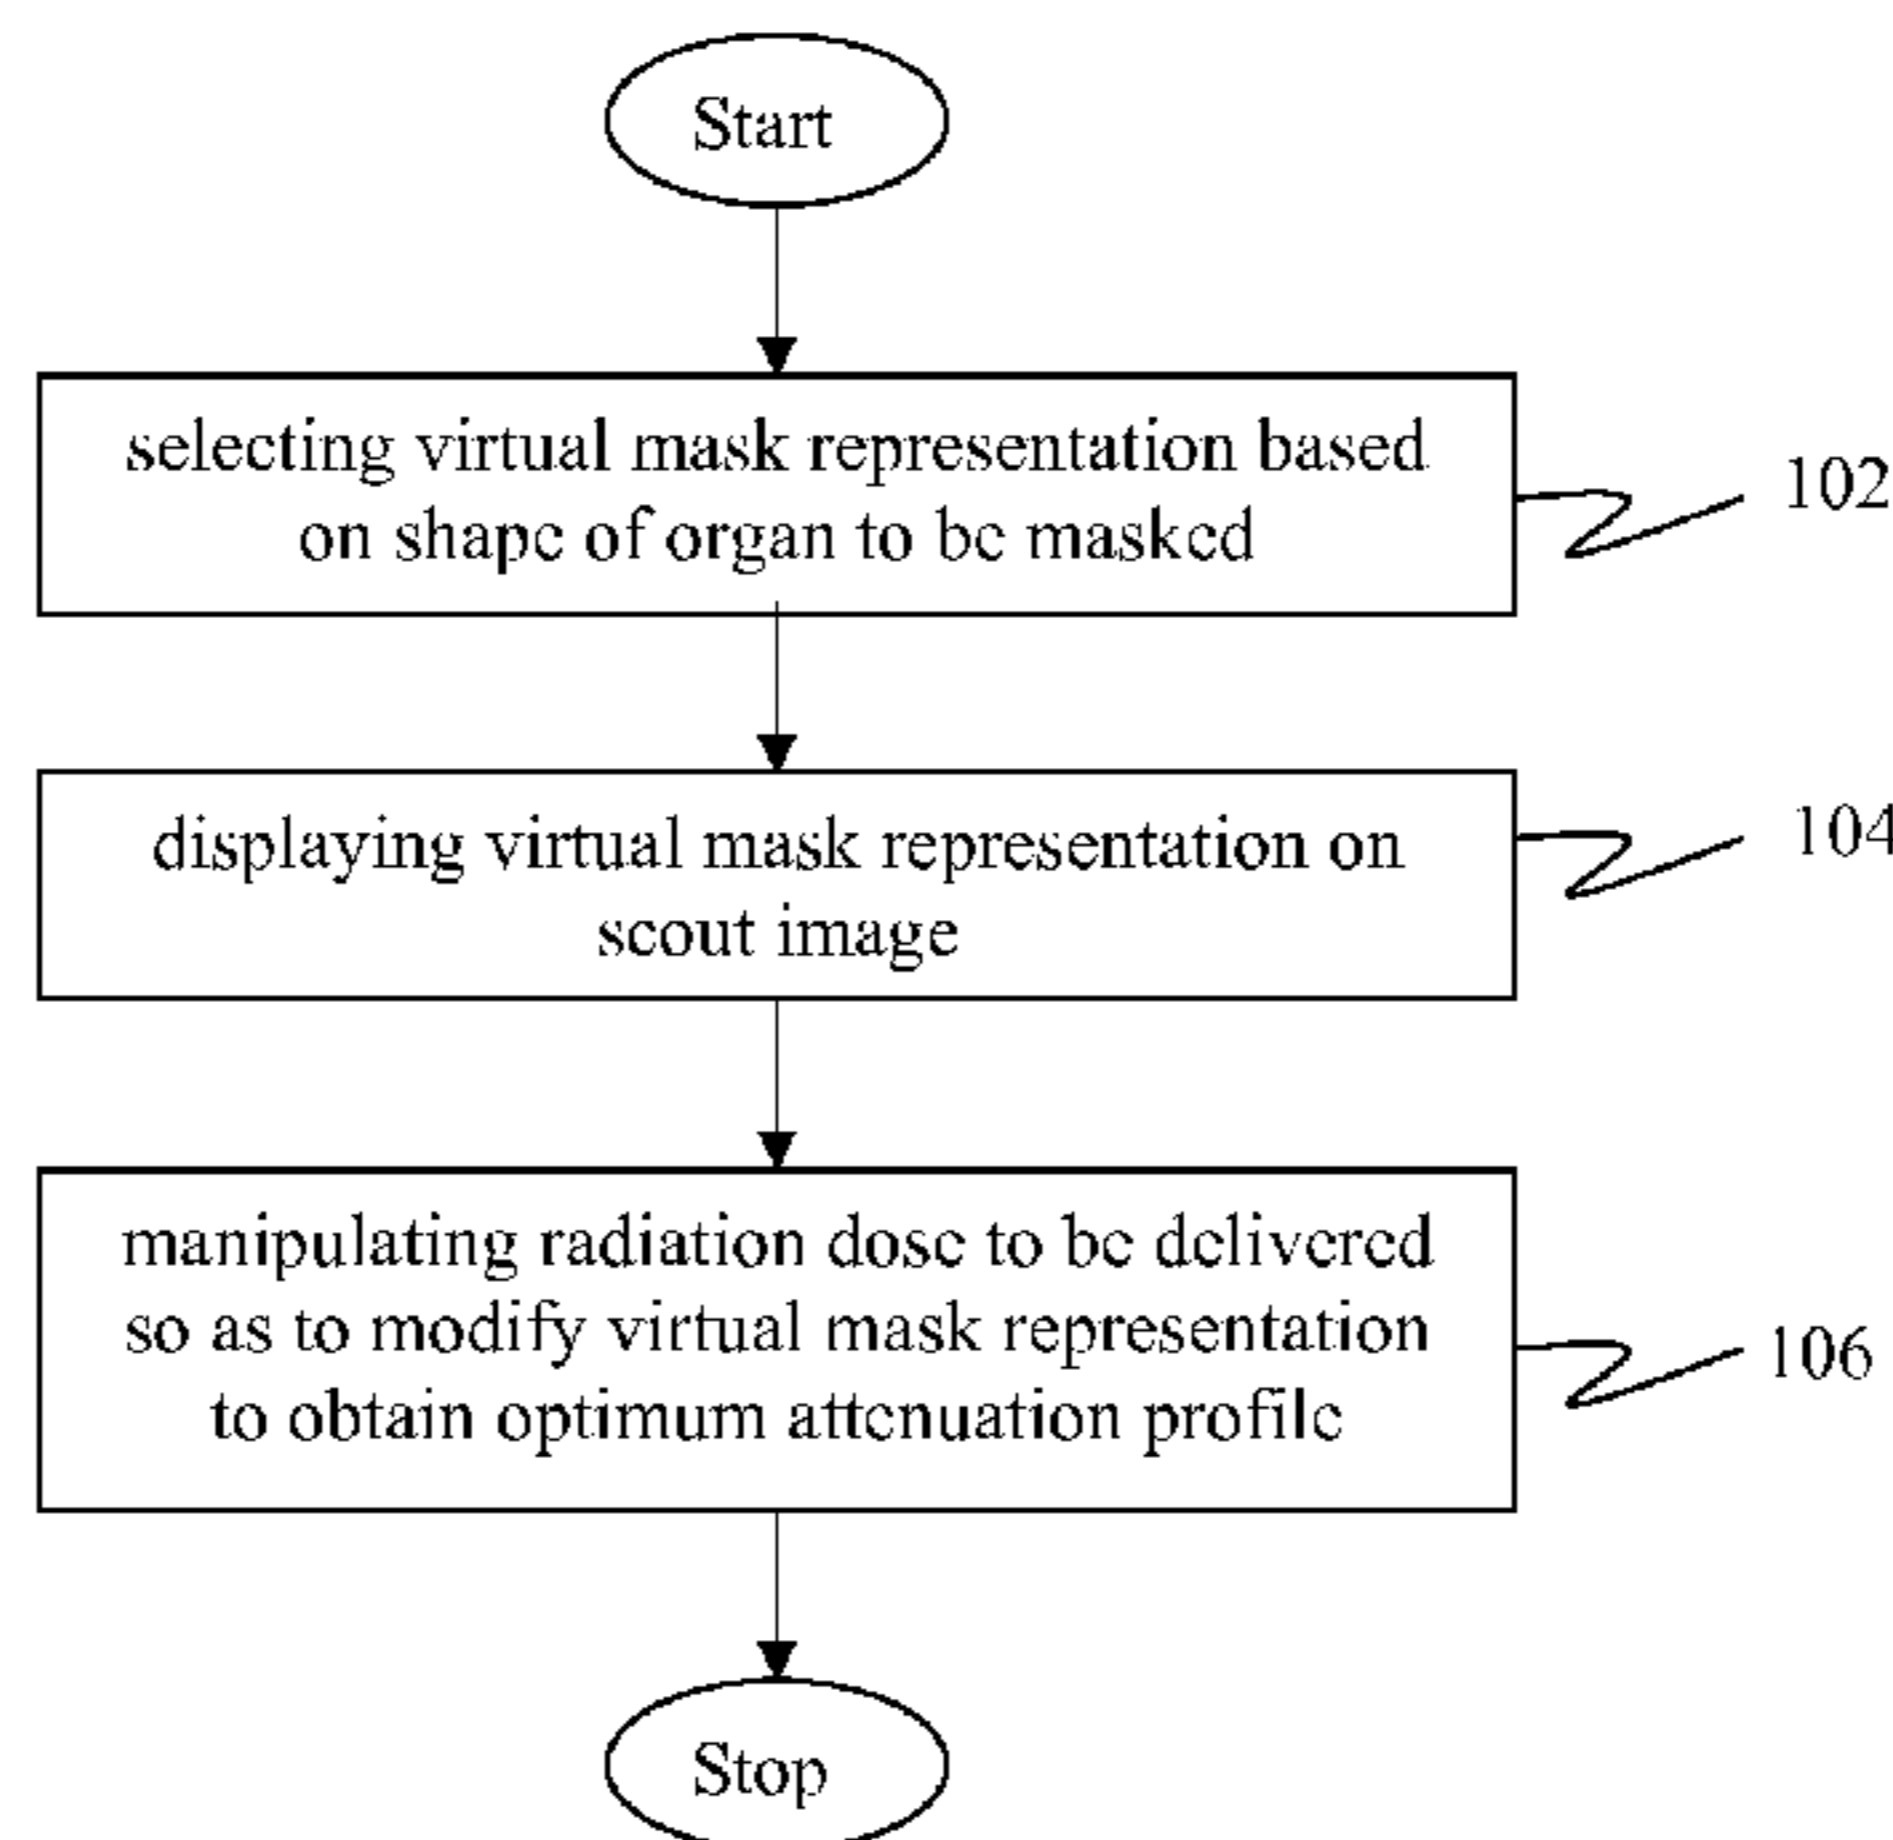 Start
selecting virtual mask representation based
on shape of organ to be masked
102
displaying virtual mask representation on
scout image
104
manipulating radiation dose to be delivered
so as to modify virtual mask representation
to obtain optimum attenuation profile
106
Stop